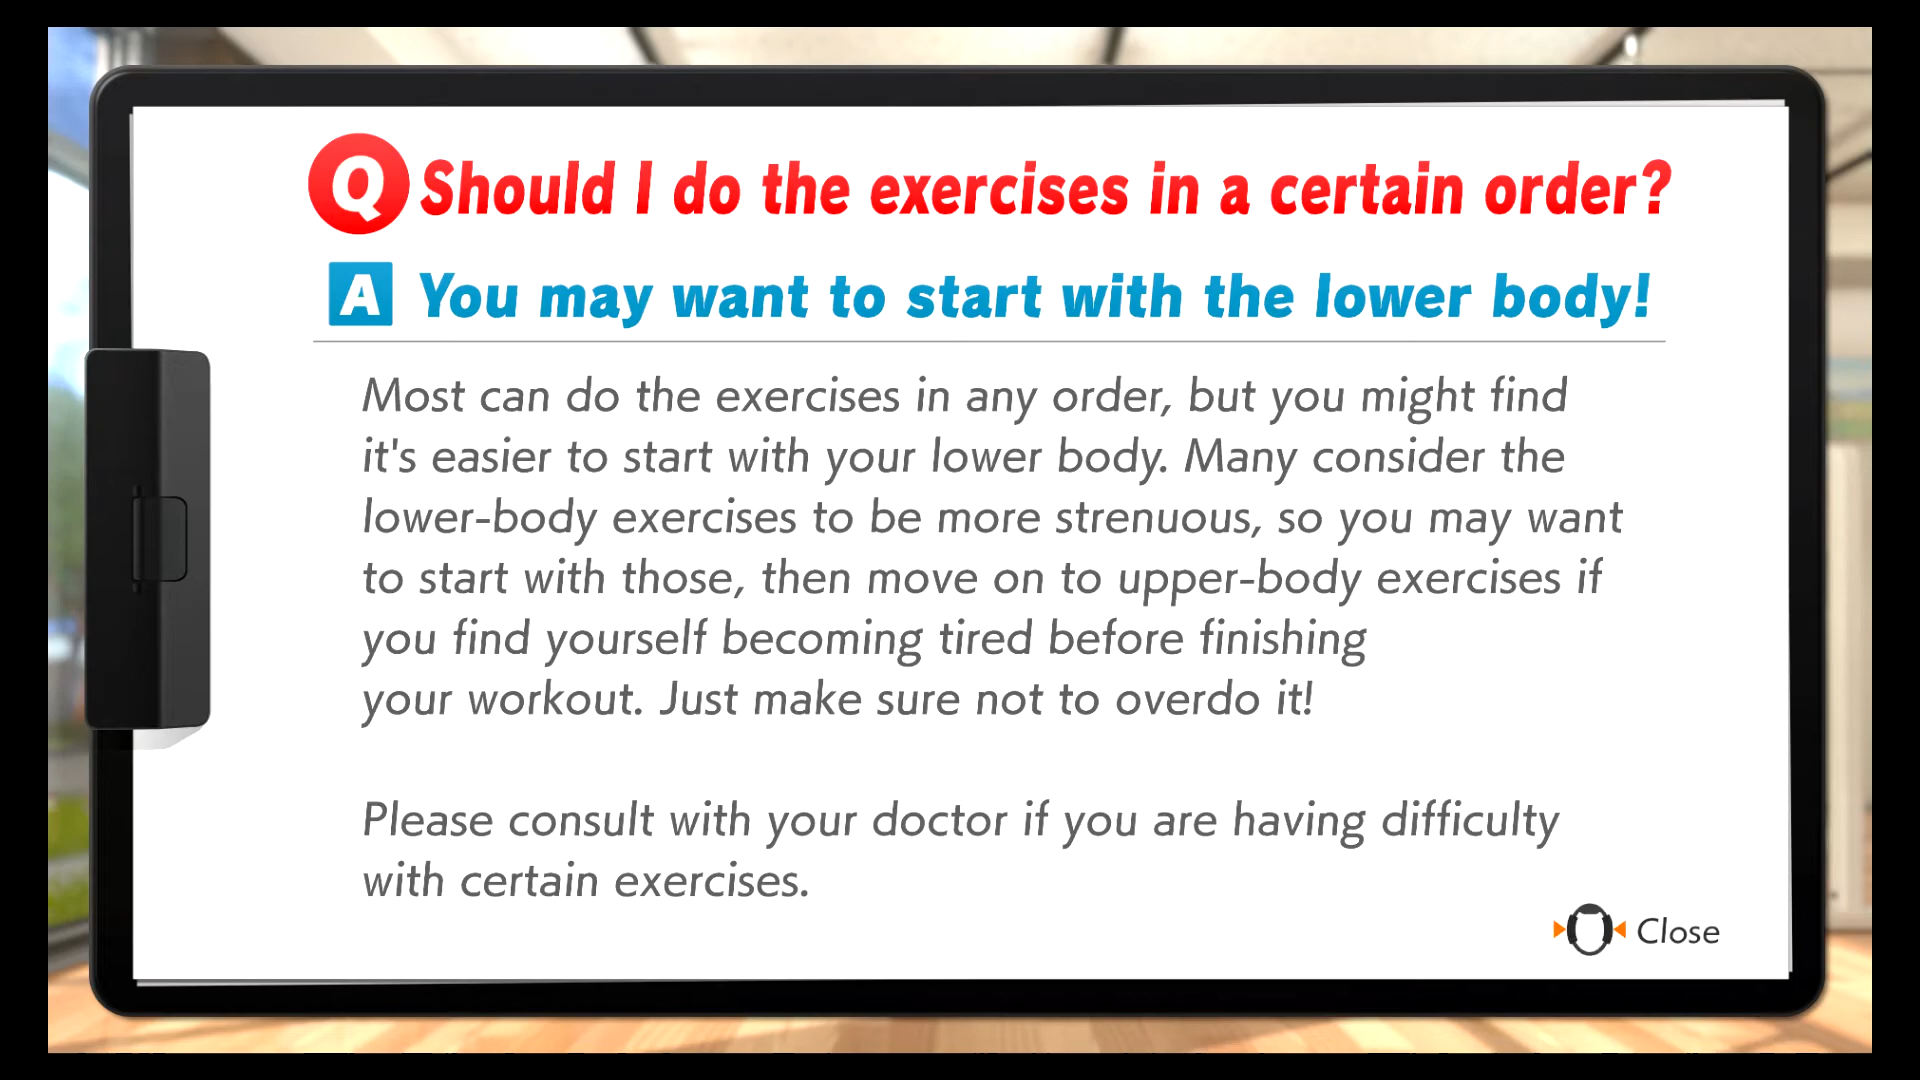 Q Should I do the exercises in a certain order?
A You may want to start with the lower body!
Most can do the exercises in any order, but you might find
it's easier to start with your lower body. Many consider the
lower-body exercises to be more strenuous, so you may want
to start with those, then move on to upper-body exercises if
you find yourself becoming tired before finishing
your workout. Just make sure not to overdo it!
Please consult with your doctor if you are having difficulty
with certain exercises.
Close